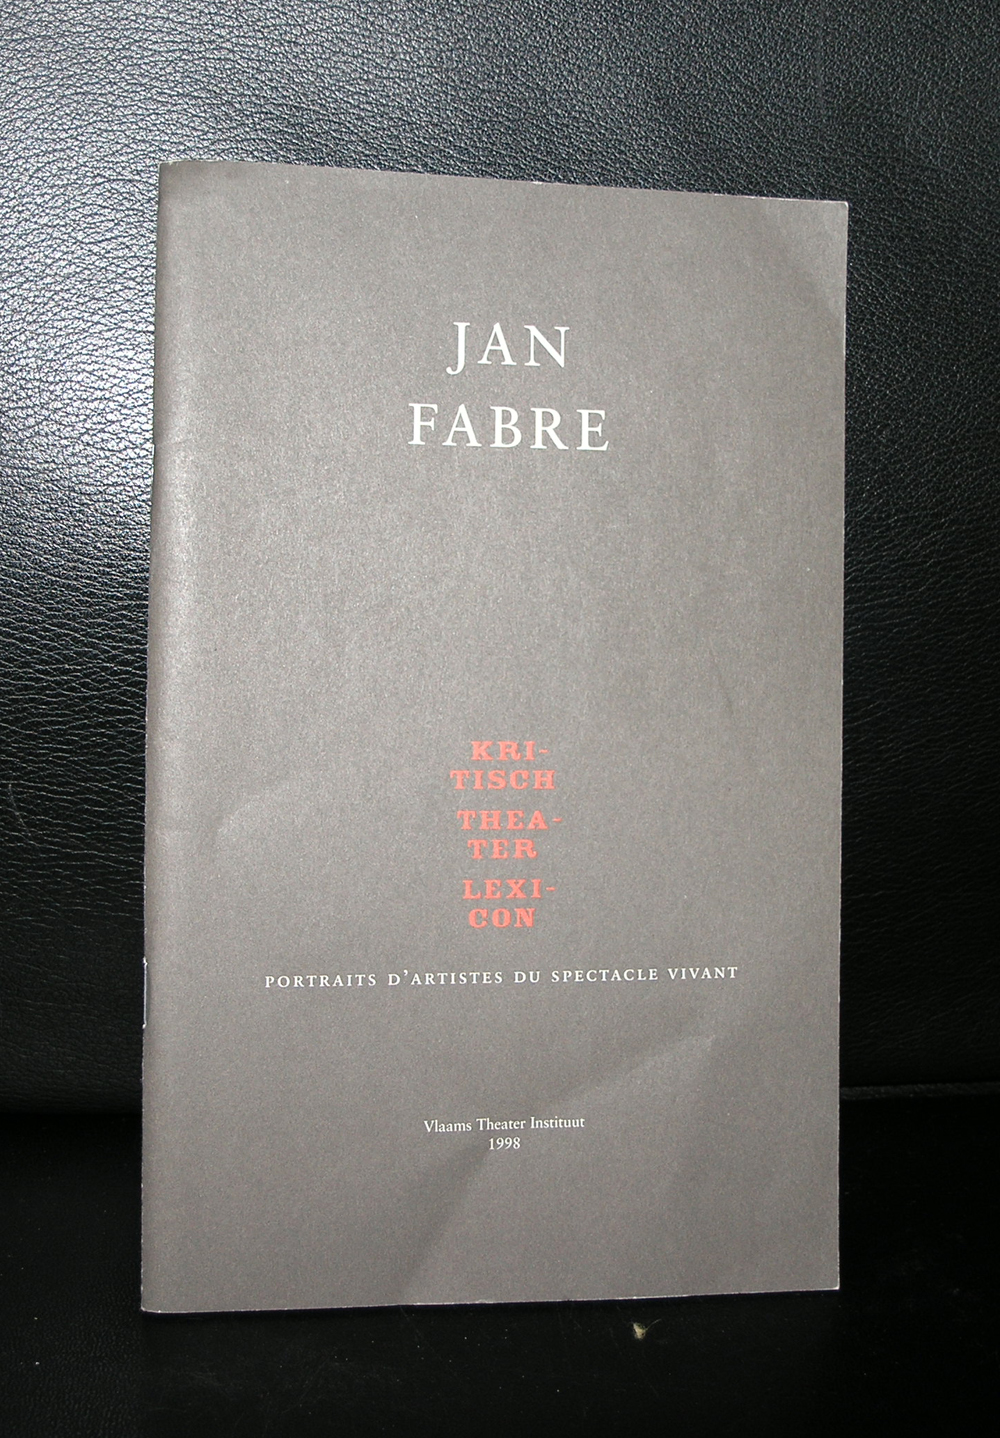 JAN
FABRE
KRI-
TISCH
THEA-
TER
LEXI-
CON
PORTRAITS D'ARTISTES DU SPECTACLE VIVANT
Vlaams Theater Instituut
1998